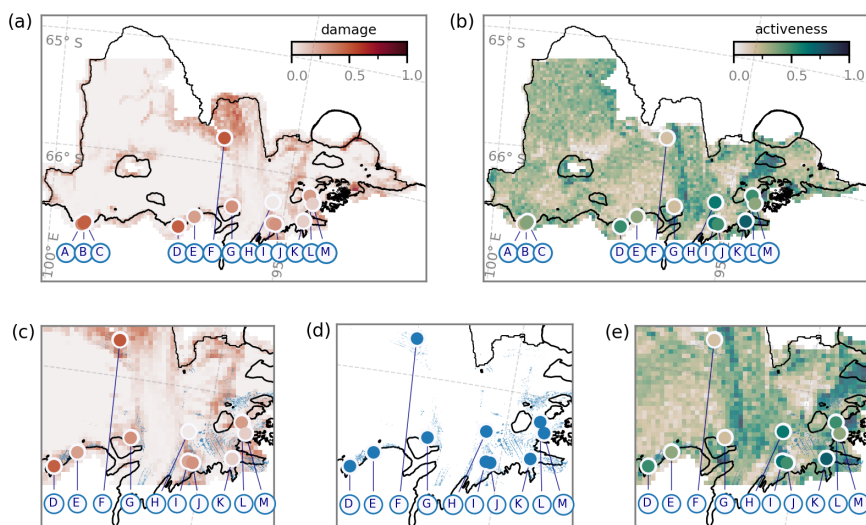 (a)
damage
65° S
0.0 0.5 1.0
66° S
100° E
95°
A B C D E F G H I J K L M
(b)
activeness
65° S
0.0 0.5 1.0
66° S
100° E
95°
A B C D E F G H I J K L M
(c)
D E F G H I J K L M
(d)
D E F G H I J K L M
(e)
D E F G H I J K L M